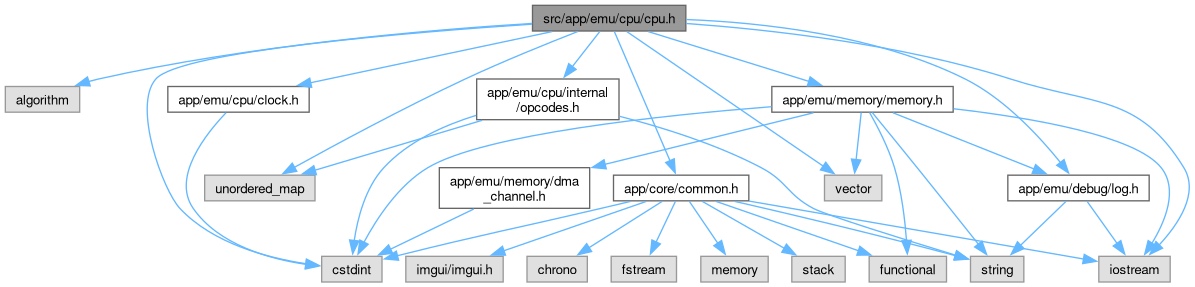 src/app/emu/cpu/cpu.h
algorithm
app/emu/cpu/clock.h
app/emu/cpu/internal
/opcodes.h
app/emu/memory/memory.h
unordered_map
app/emu/memory/dma
_channel.h
app/core/common.h
vector
app/emu/debug/log.h
cstdint
imgui/imgui.h
chrono
fstream
memory
stack
functional
string
iostream